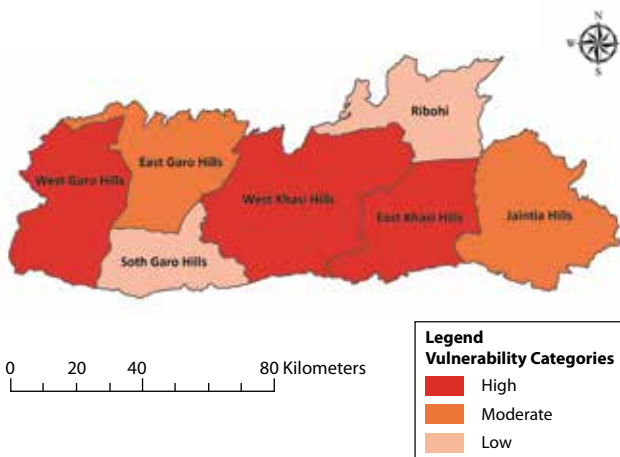 N
W
S
Ribohi
East Garo Hills
West Garo Hills
West Khasi Hills
East Khasi Hills
Jaintia Hills
Soth Garo Hills
0 20 40 80 Kilometers
Legend
Vulnerability Categories
High
Moderate
Low